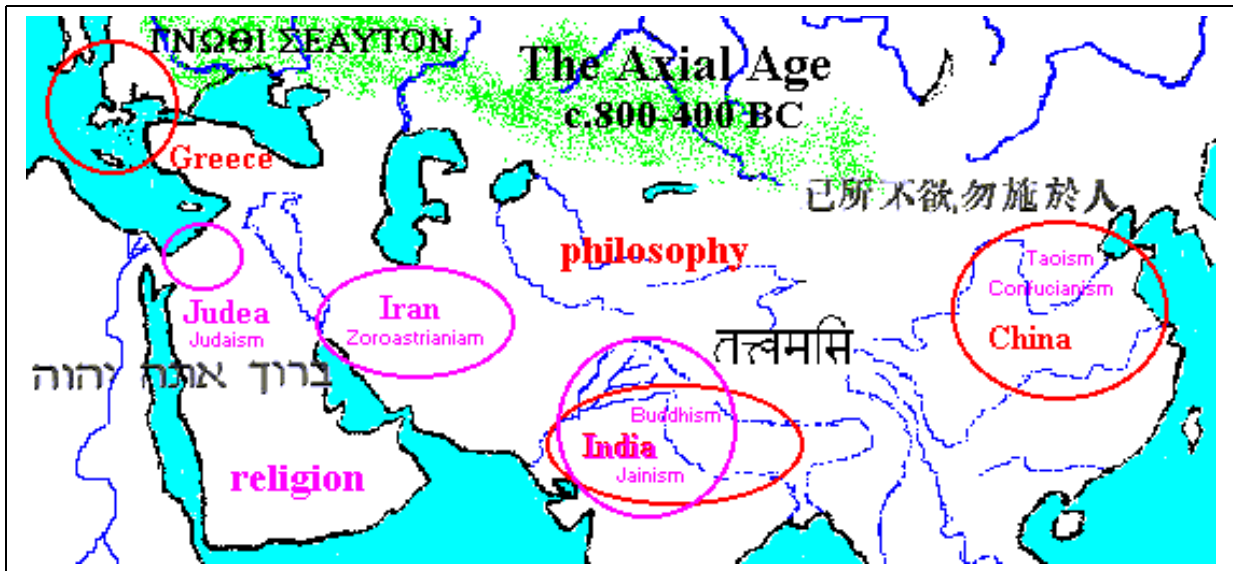 ΓΝΩΘΙ ΣΕΑΥΤΟΝ
The Axial Age
c.800-400 BC
Greece
已所不欲,勿施於人
philosophy
Taoism
Confucianism
China
Judea
Judaism
Iran
Zoroastrianiam
ברוך אתה יהוה
तत्त्वमसि
Buddhism
India
Jainism
religion